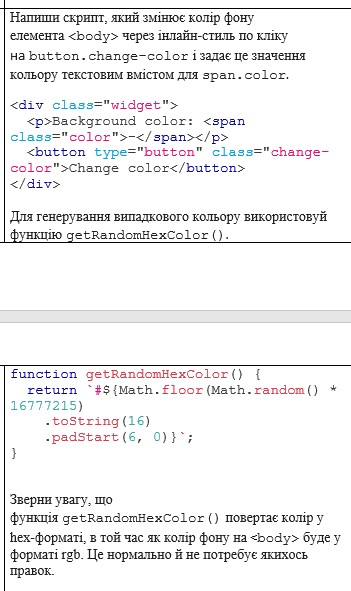 Напиши скрипт, який змінює колір фону
елемента <body> через інлайн-стиль по кліку
на button.change-color і задає це значення
кольору текстовим вмістом для span.color.
<div class="widget">
<p>Background color: <span
class="color">-</span></p>
<button type="button" class="change-
color">Change color</button>
</div>
Для генерування випадкового кольору використовуй
функцію getRandomHexColor().
function getRandomHexColor() {
return `#${Math.floor(Math.random() *
16777215)
.toString(16)
.padStart(6, 0)}`;
}
Зверни увагу, що
функція getRandomHexColor() повертає колір у
hex-форматі, в той час як колір фону на <body> буде у
форматі rgb. Це нормально й не потребує якихось
правок.